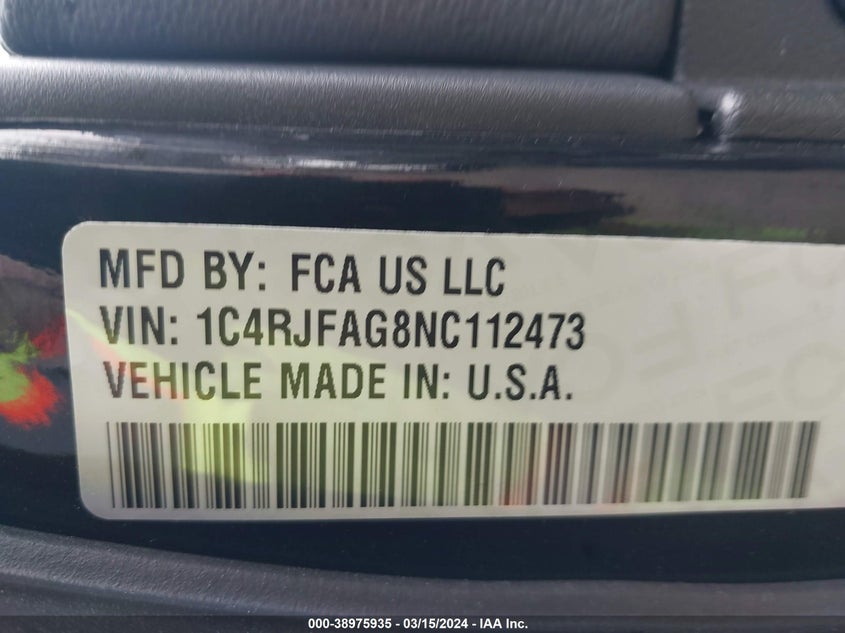 MFD BY: FCA US LLC
VIN: 1C4RJFAG8NC112473
VEHICLE MADE IN: U.S.A.
000-38975935 - 03/15/2024 - IAA Inc.